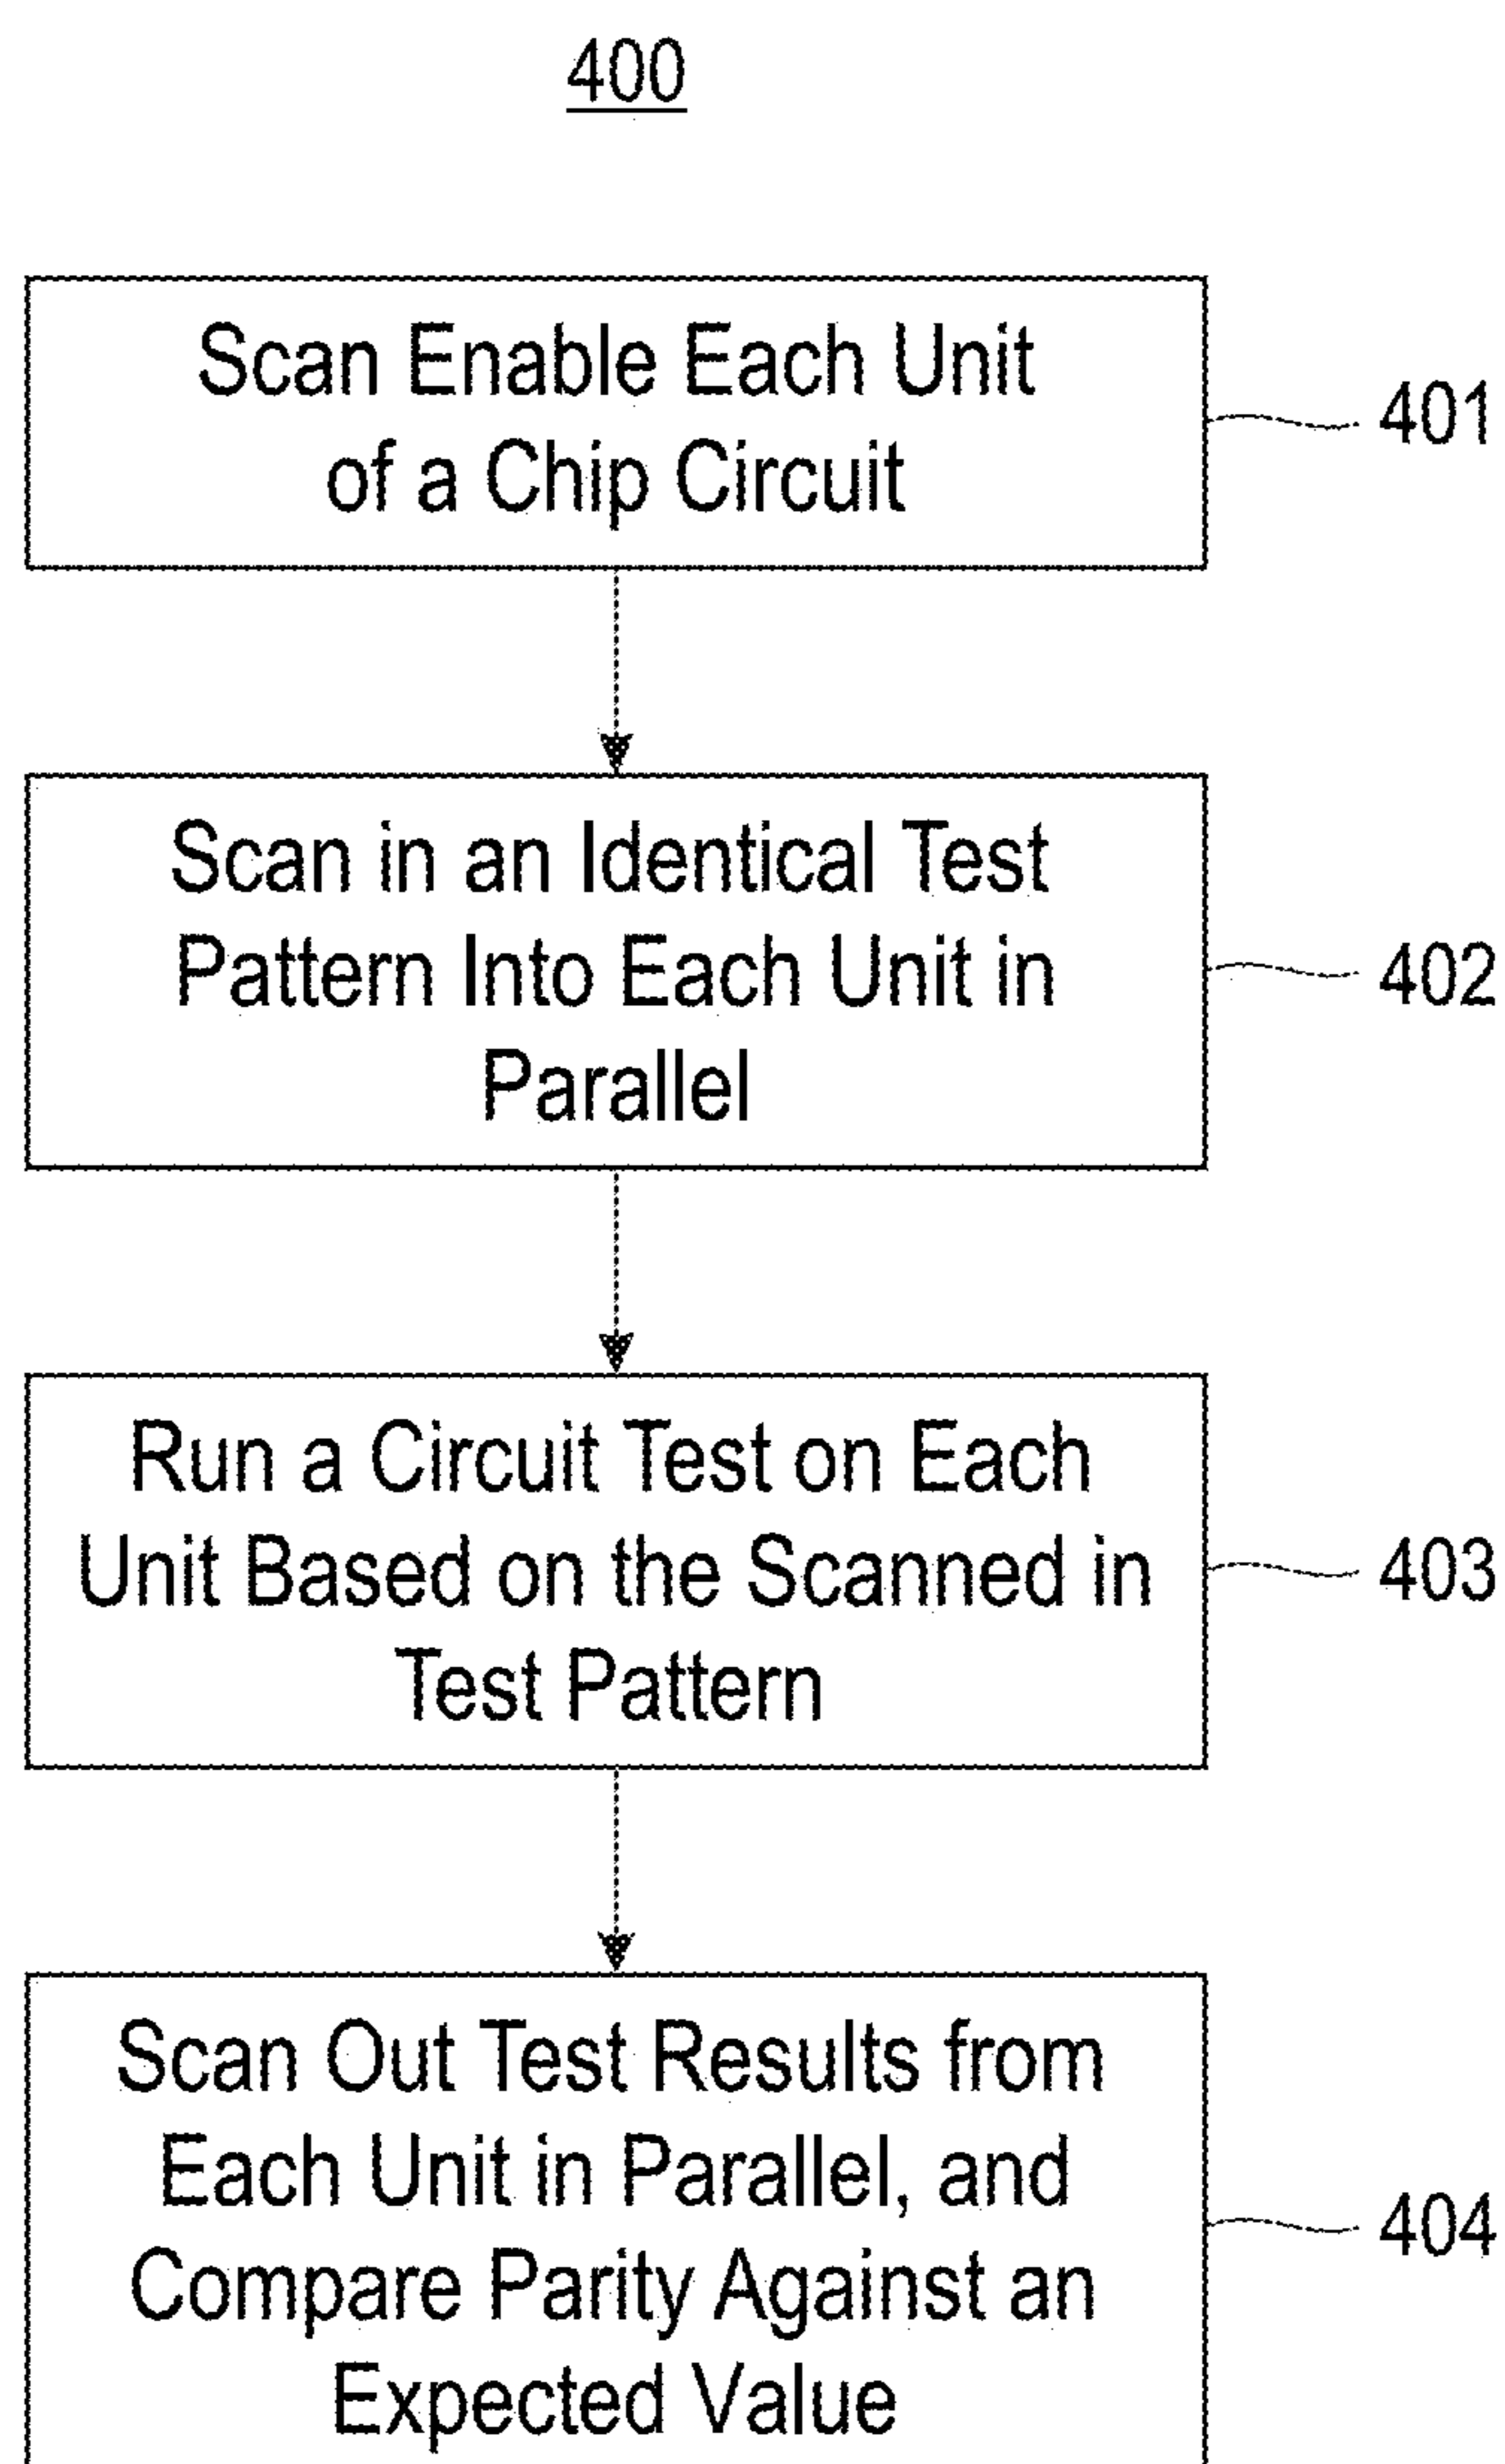 400
Scan Enable Each Unit
of a Chip Circuit
401
Scan in an Identical Test
Pattern Into Each Unit in
Parallel
402
Run a Circuit Test on Each
Unit Based on the Scanned in
Test Pattern
403
Scan Out Test Results from
Each Unit in Parallel, and
Compare Parity Against an
Expected Value
404